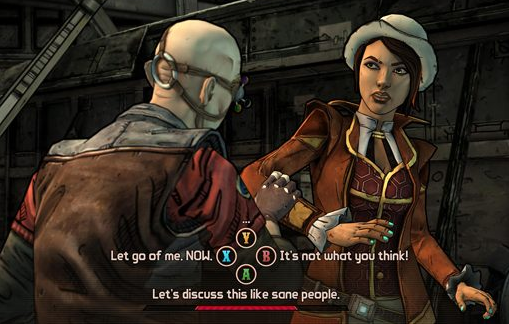 ...
Y
Let go of me. NOW. X B It's not what you think!
A
Let's discuss this like sane people.